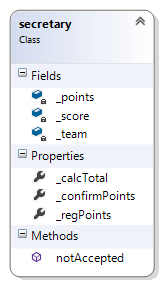 secretary
Class
Fields
_points
_score
_team
Properties
_calcTotal
_confirmPoints
_regPoints
Methods
notAccepted